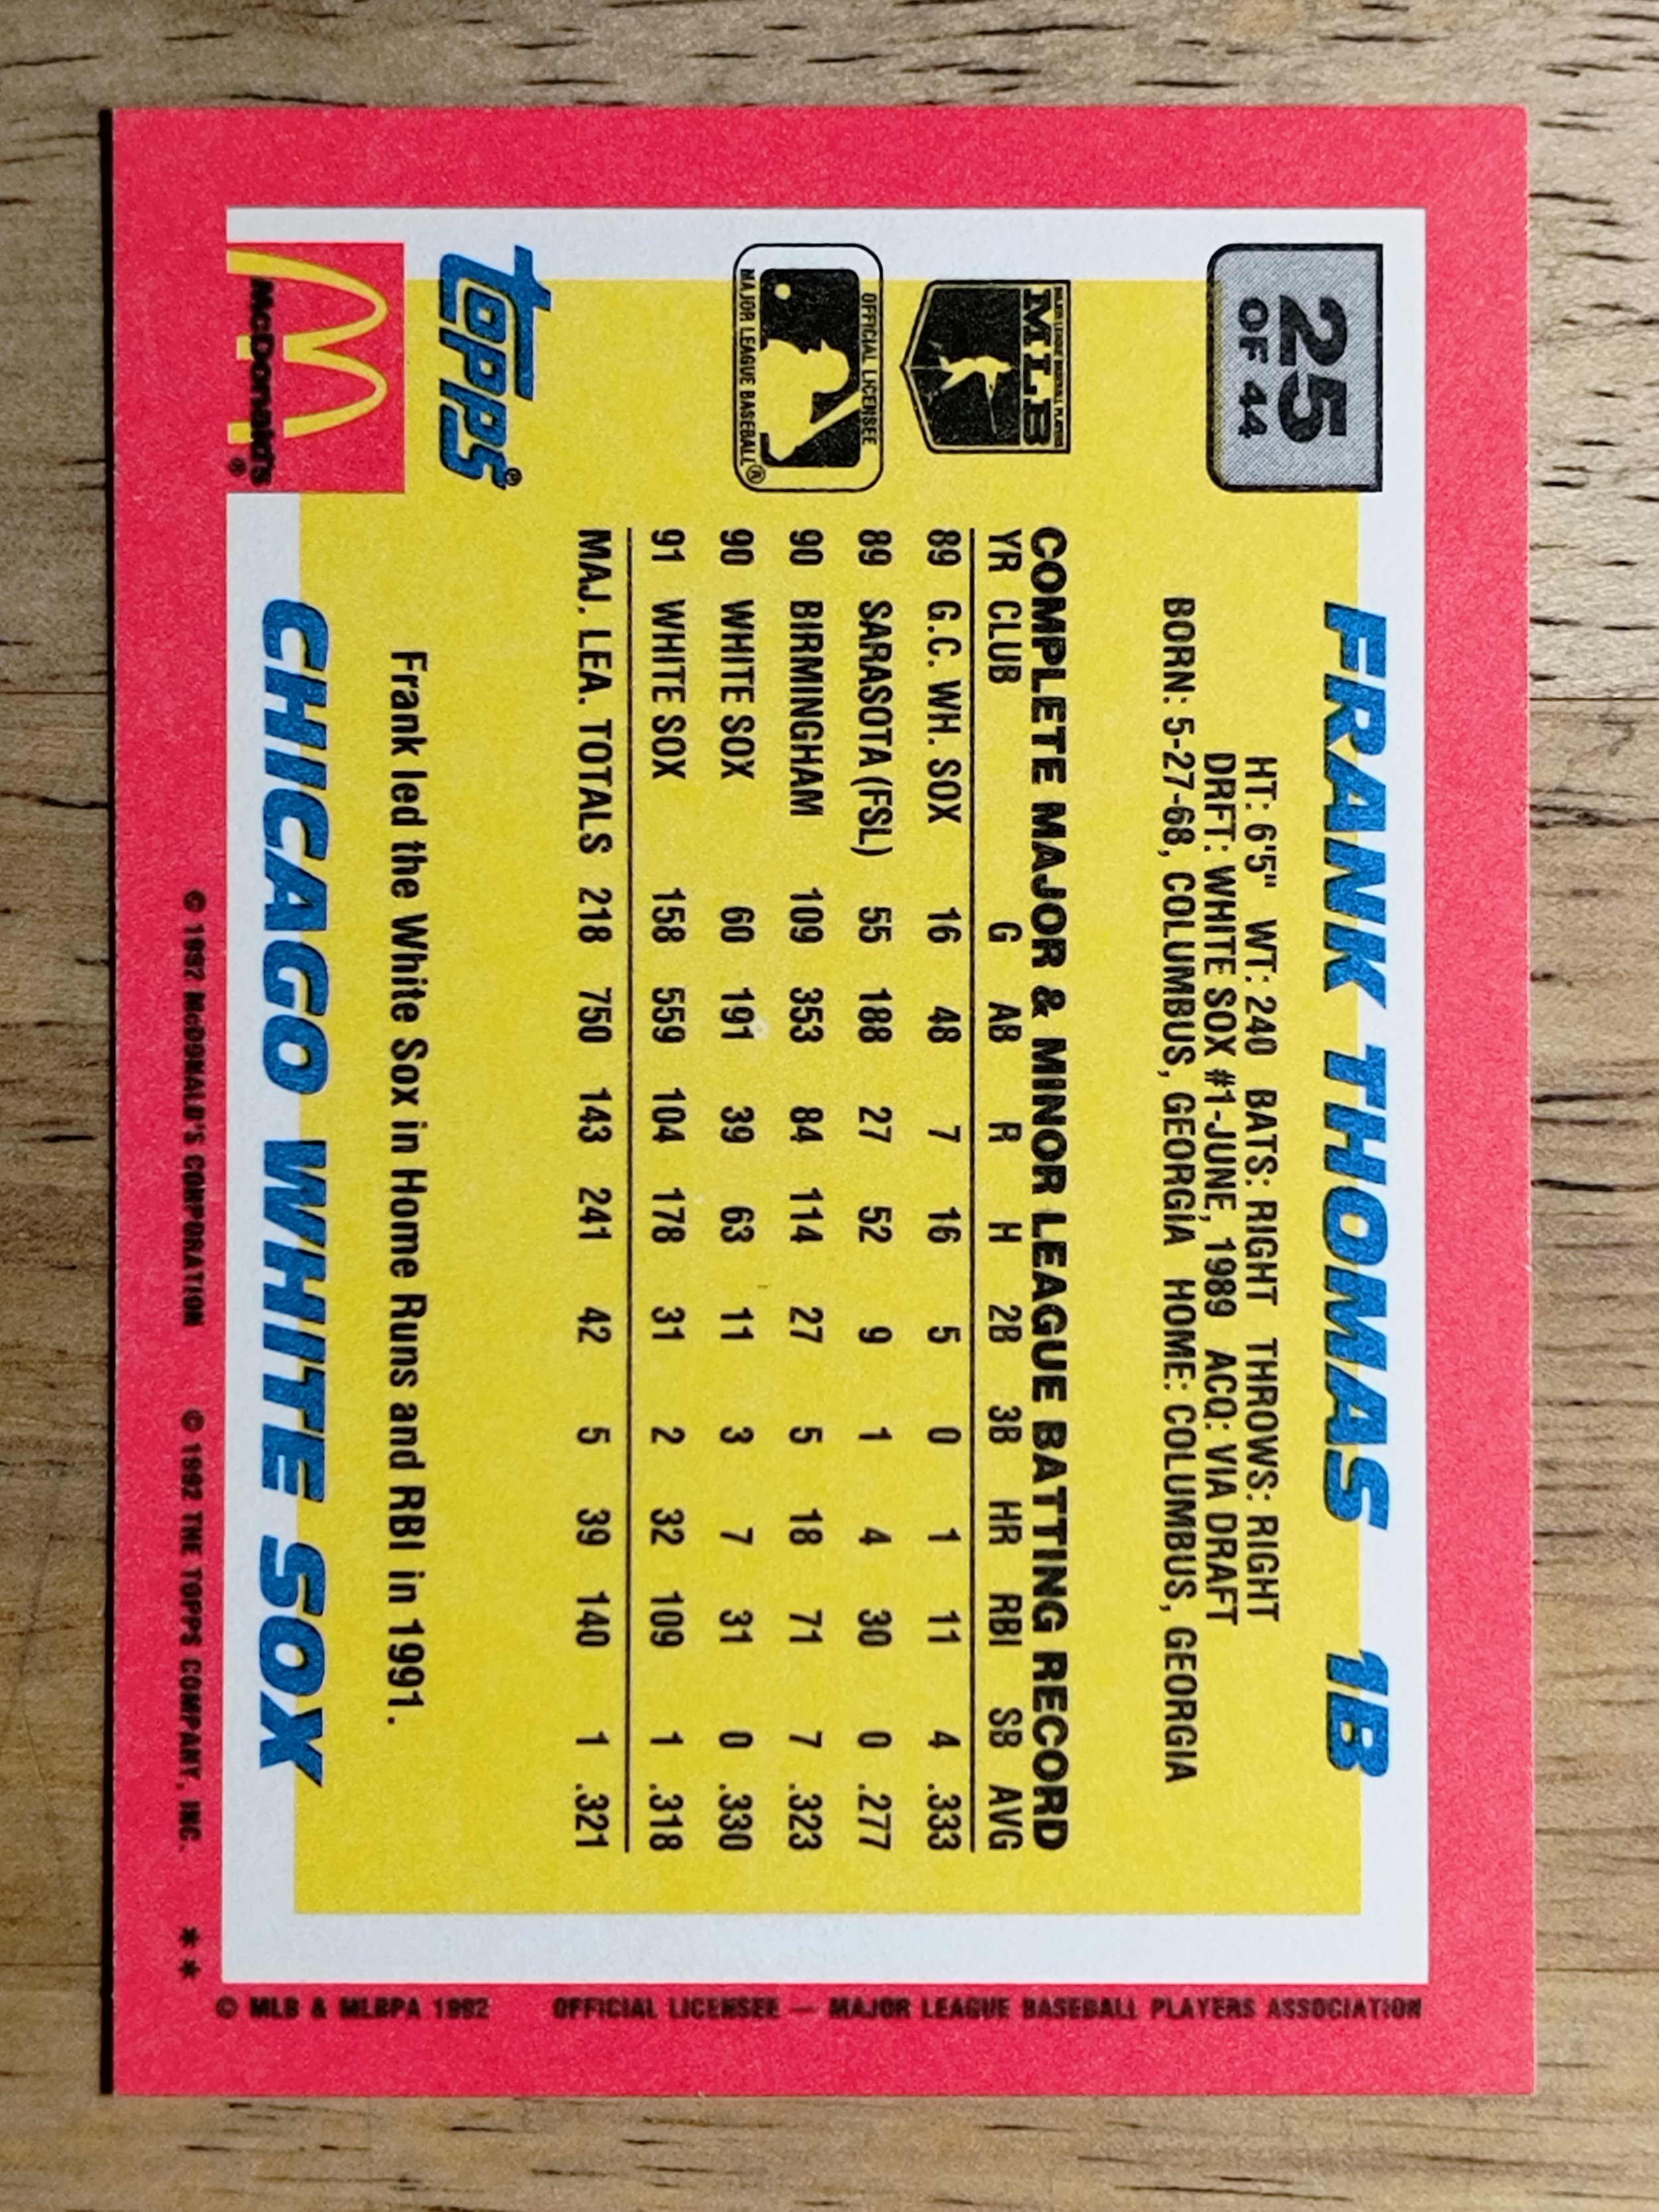 25
OF 44
FRANK THOMAS 1B
HT: 6'5" WT: 240 BATS: RIGHT THROWS: RIGHT
DRFT: WHITE SOX #1-JUNE, 1989 ACQ: VIA DRAFT
BORN: 5-27-68, COLUMBUS, GEORGIA HOME: COLUMBUS, GEORGIA
MLB
OFFICIAL LICENSEE
MAJOR LEAGUE BASEBALL®
COMPLETE MAJOR & MINOR LEAGUE BATTING RECORD
YR CLUB G AB R H 2B 3B HR RBI SB AVG
89 G.C. WH. SOX 16 48 7 16 5 0 1 11 4 .333
89 SARASOTA (FSL) 55 188 27 52 9 1 4 30 0 .277
90 BIRMINGHAM 109 353 84 114 27 5 18 71 7 .323
90 WHITE SOX 60 191 39 63 11 3 7 31 0 .330
91 WHITE SOX 158 559 104 178 31 2 32 109 1 .318
MAJ. LEA. TOTALS 218 750 143 241 42 5 39 140 1 .321
Topps®
Frank led the White Sox in Home Runs and RBI in 1991.
McDonald's®
CHICAGO WHITE SOX
© 1992 McDONALD'S CORPORATION © 1992 THE TOPPS COMPANY, INC. **
© MLB & MLBPA 1992 OFFICIAL LICENSEE — MAJOR LEAGUE BASEBALL PLAYERS ASSOCIATION